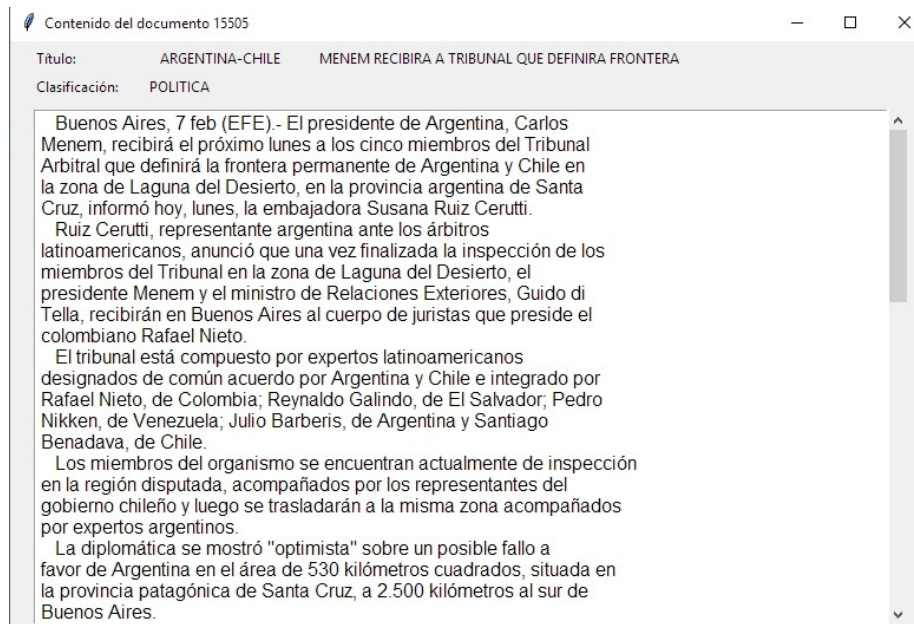 Contenido del documento 15505
Título: ARGENTINA-CHILE MENEM RECIBIRA A TRIBUNAL QUE DEFINIRA FRONTERA
Clasificación: POLITICA
Buenos Aires, 7 feb (EFE).- El presidente de Argentina, Carlos
Menem, recibirá el próximo lunes a los cinco miembros del Tribunal
Arbitral que definirá la frontera permanente de Argentina y Chile en
la zona de Laguna del Desierto, en la provincia argentina de Santa
Cruz, informó hoy, lunes, la embajadora Susana Ruiz Cerutti.
Ruiz Cerutti, representante argentina ante los árbitros
latinoamericanos, anunció que una vez finalizada la inspección de los
miembros del Tribunal en la zona de Laguna del Desierto, el
presidente Menem y el ministro de Relaciones Exteriores, Guido di
Tella, recibirán en Buenos Aires al cuerpo de juristas que preside el
colombiano Rafael Nieto.
El tribunal está compuesto por expertos latinoamericanos
designados de común acuerdo por Argentina y Chile e integrado por
Rafael Nieto, de Colombia; Reynaldo Galindo, de El Salvador; Pedro
Nikken, de Venezuela; Julio Barberis, de Argentina y Santiago
Benadava, de Chile.
Los miembros del organismo se encuentran actualmente de inspección
en la región disputada, acompañados por los representantes del
gobierno chileño y luego se trasladarán a la misma zona acompañados
por expertos argentinos.
La diplomática se mostró "optimista" sobre un posible fallo a
favor de Argentina en el área de 530 kilómetros cuadrados, situada en
la provincia patagónica de Santa Cruz, a 2.500 kilómetros al sur de
Buenos Aires.